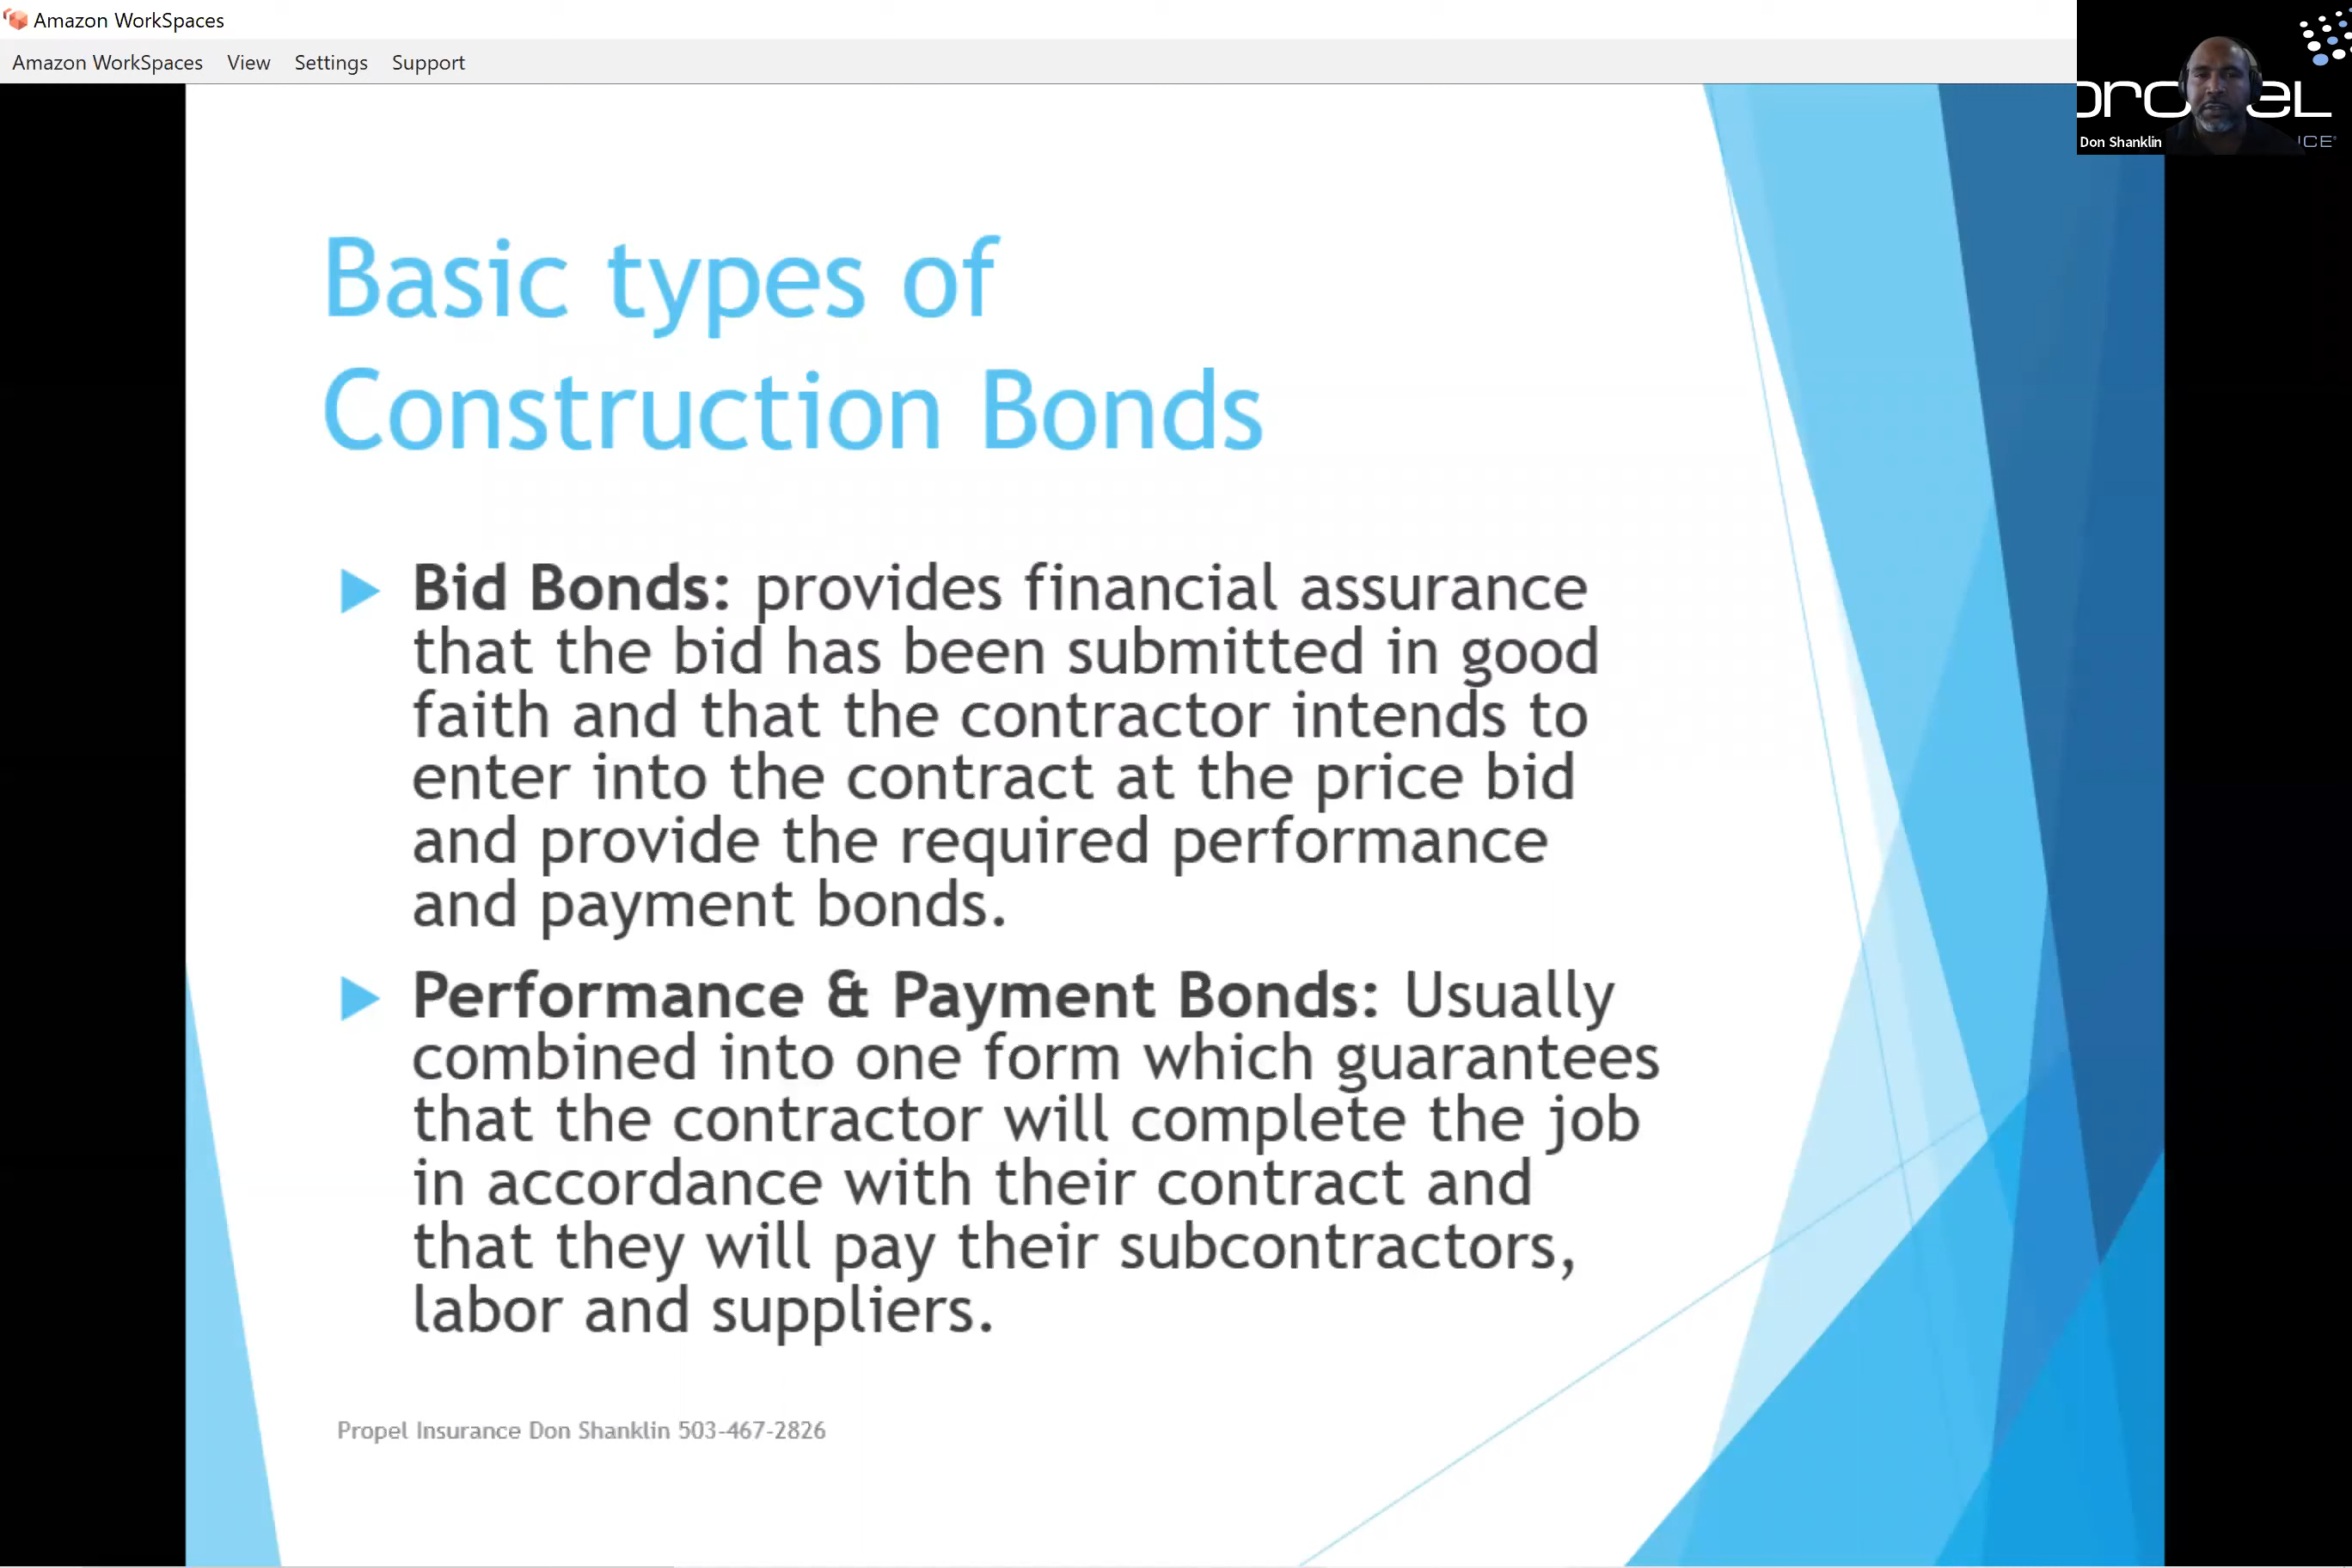 Amazon WorkSpaces
Amazon WorkSpaces View Settings Support
Don Shanklin
Basic types of
Construction Bonds
Bid Bonds: provides financial assurance
that the bid has been submitted in good
faith and that the contractor intends to
enter into the contract at the price bid
and provide the required performance
and payment bonds.
Performance & Payment Bonds: Usually
combined into one form which guarantees
that the contractor will complete the job
in accordance with their contract and
that they will pay their subcontractors,
labor and suppliers.
Propel Insurance Don Shanklin 503-467-2826